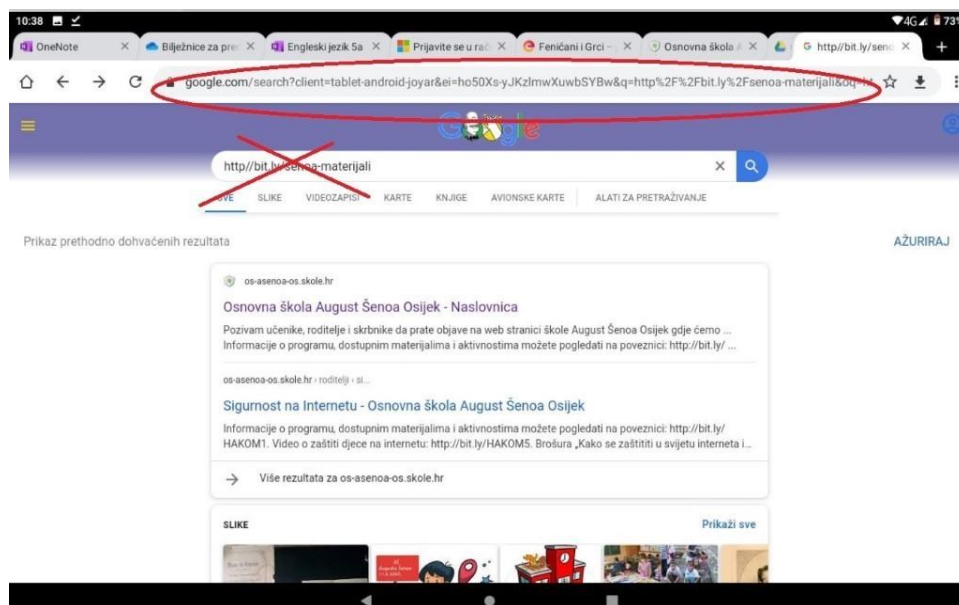 10:38 4G 73%
OneNote Bilježnice za pre Engleski jezik 5a Prijavite se u rač Feničani i Grci - Osnovna škola A http//bit.ly/seno
google.com/search?client=tablet-android-joyar&ei=ho50Xs-yJKzlmwXuwbSYBw&q=http%2F%2Fbit.ly%2Fsenoa-materijali&oq=ht
Google
http//bit.ly/senoa-materijali
SVE SLIKE VIDEOZAPISI KARTE KNJIGE AVIONSKE KARTE ALATI ZA PRETRAŽIVANJE
Prikaz prethodno dohvaćenih rezultata AŽURIRAJ
os-asenoa-os.skole.hr
Osnovna škola August Šenoa Osijek - Naslovnica
Pozivam učenike, roditelje i skrbnike da prate objave na web stranici škole August Šenoa Osijek gdje ćemo ...
Informacije o programu, dostupnim materijalima i aktivnostima možete pogledati na poveznici: http://bit.ly/ ...
os-asenoa-os.skole.hr › roditelji › si...
Sigurnost na Internetu - Osnovna škola August Šenoa Osijek
Informacije o programu, dostupnim materijalima i aktivnostima možete pogledati na poveznici: http://bit.ly/
HAKOM1. Video o zaštiti djece na internetu: http://bit.ly/HAKOM5. Brošura „Kako se zaštititi u svijetu interneta i...
Više rezultata za os-asenoa-os.skole.hr
SLIKE Prikaži sve